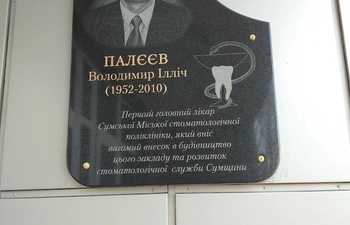 ПАЛЄЄВ
Володимир Ілліч
(1952-2010)
Перший головний лікар
Сумської Міської стоматологічної
поліклініки, який вніс
вагомий внесок в будівництво
цього закладу та розвиток
стоматологічної служби Сумщини